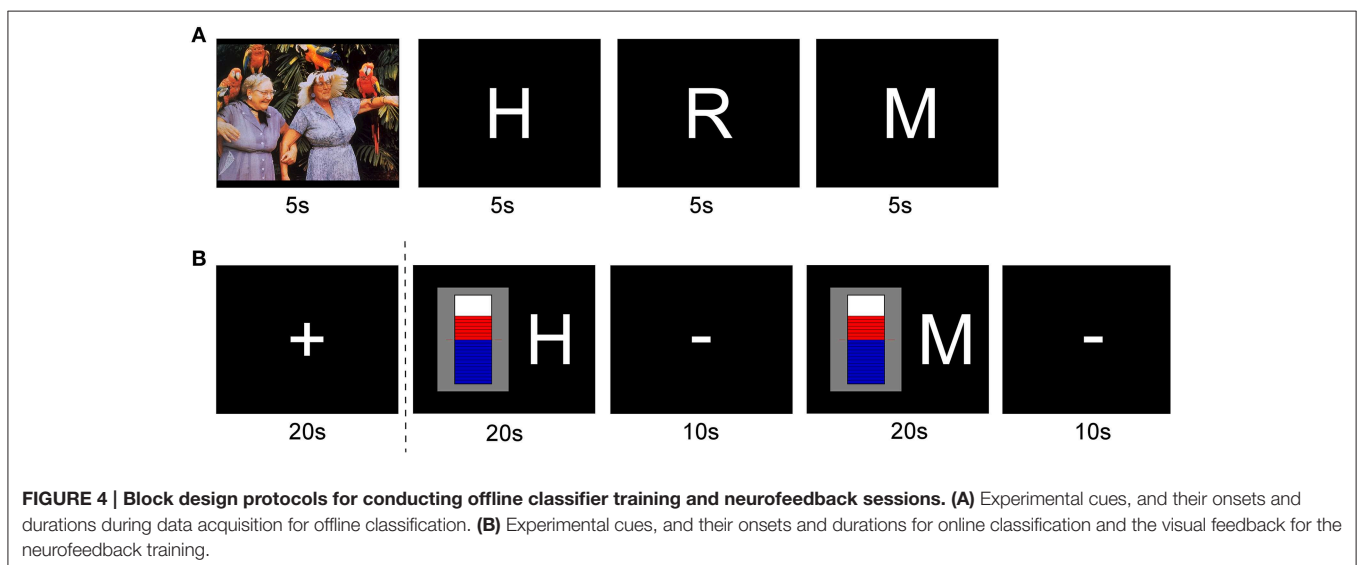 A
H R M
5s 5s 5s 5s
B
+ H - M -
20s 20s 10s 20s 10s
FIGURE 4 | Block design protocols for conducting offline classifier training and neurofeedback sessions. (A) Experimental cues, and their onsets and
durations during data acquisition for offline classification. (B) Experimental cues, and their onsets and durations for online classification and the visual feedback for the
neurofeedback training.